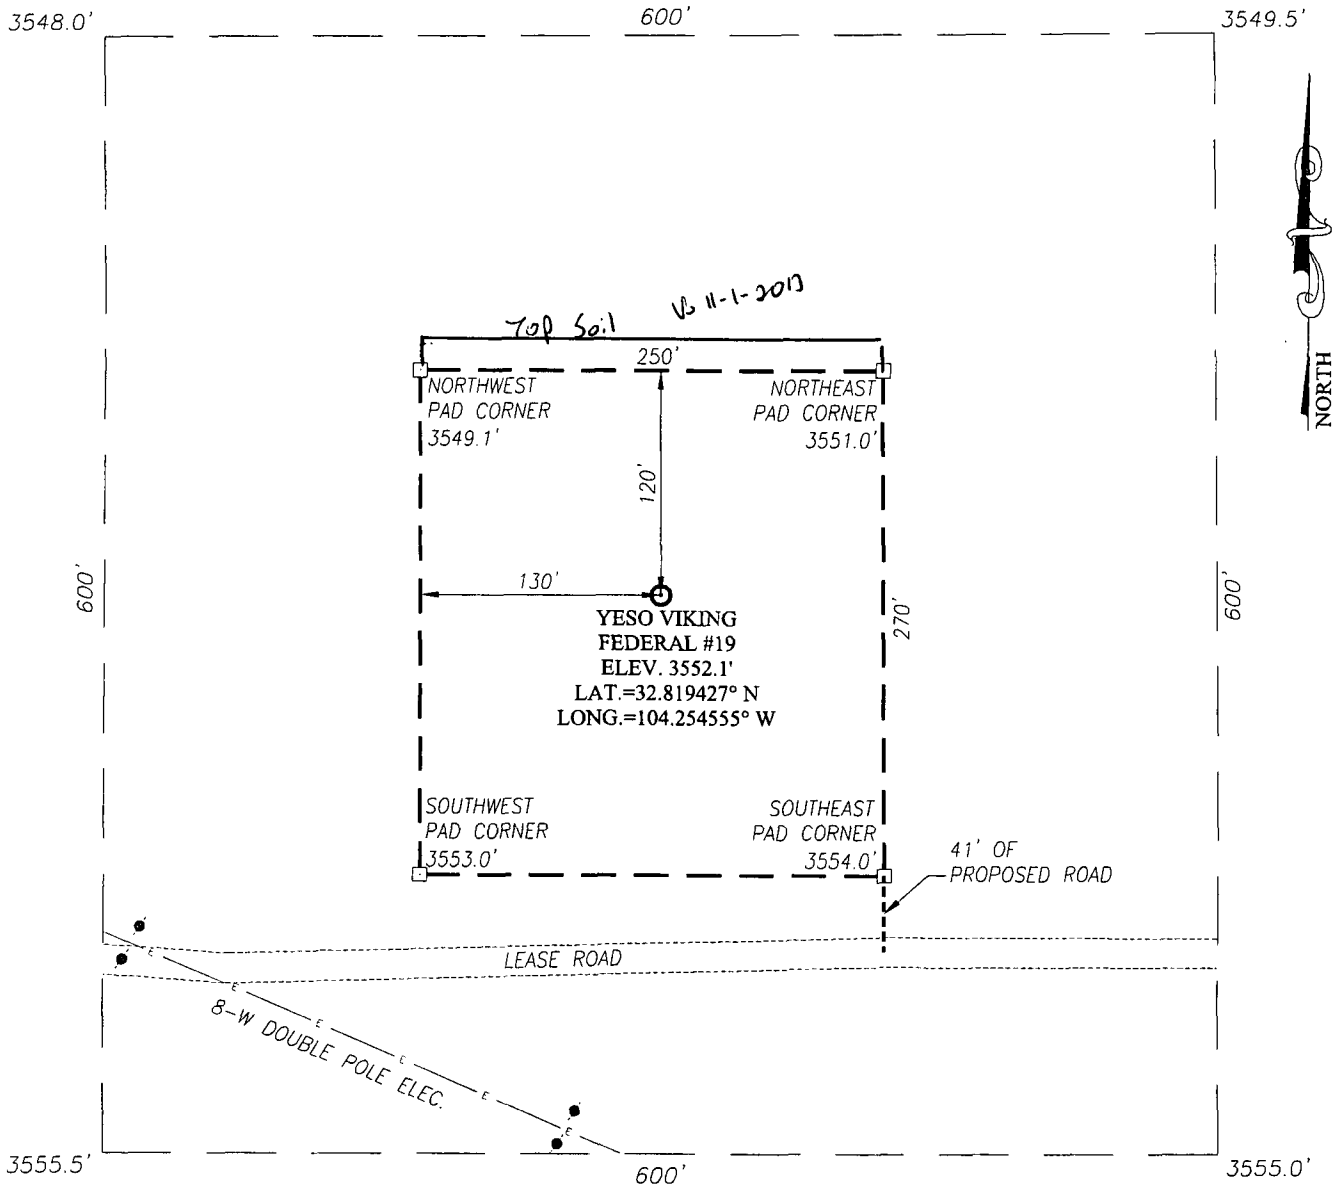 3548.0'
600'
3549.5'
NORTH
Top Soil
VB 11-1-2013
250'
NORTHWEST
PAD CORNER
3549.1'
NORTHEAST
PAD CORNER
3551.0'
120'
130'
600'
270'
600'
YESO VIKING
FEDERAL #19
ELEV. 3552.1'
LAT.=32.819427° N
LONG.=104.254555° W
SOUTHWEST
PAD CORNER
3553.0'
SOUTHEAST
PAD CORNER
3554.0'
41' OF
PROPOSED ROAD
LEASE ROAD
E
E
E
E
E
E
8-W DOUBLE POLE ELEC.
3555.5'
600'
3555.0'